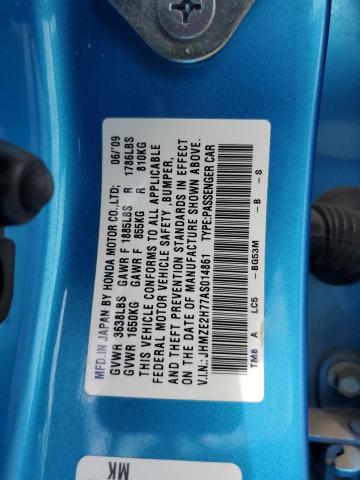 MFD.IN JAPAN BY HONDA MOTOR CO.,LTD. 06/'09
GVWR 3638LBS GAWR F 1885LBS R 1786LBS
GVWR 1650KG GAWR F 855KG R 810KG
THIS VEHICLE CONFORMS TO ALL APPLICABLE
FEDERAL MOTOR VEHICLE SAFETY, BUMPER,
AND THEFT PREVENTION STANDARDS IN EFFECT
ON THE DATE OF MANUFACTURE SHOWN ABOVE.
V.I.N.:JHMZE2H77AS014861 TYPE:PASSENGER CAR
TM8 A LC5 -BG53M -B -S
MK